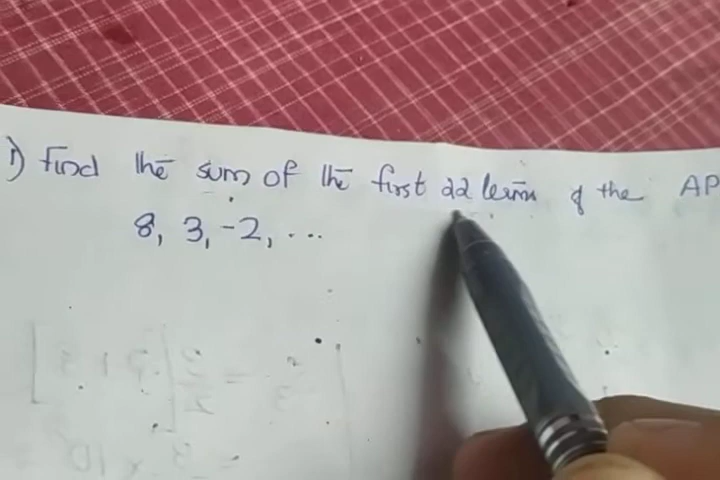 1) Find the sum of the first 22 terms of the AP
8, 3, -2, ...